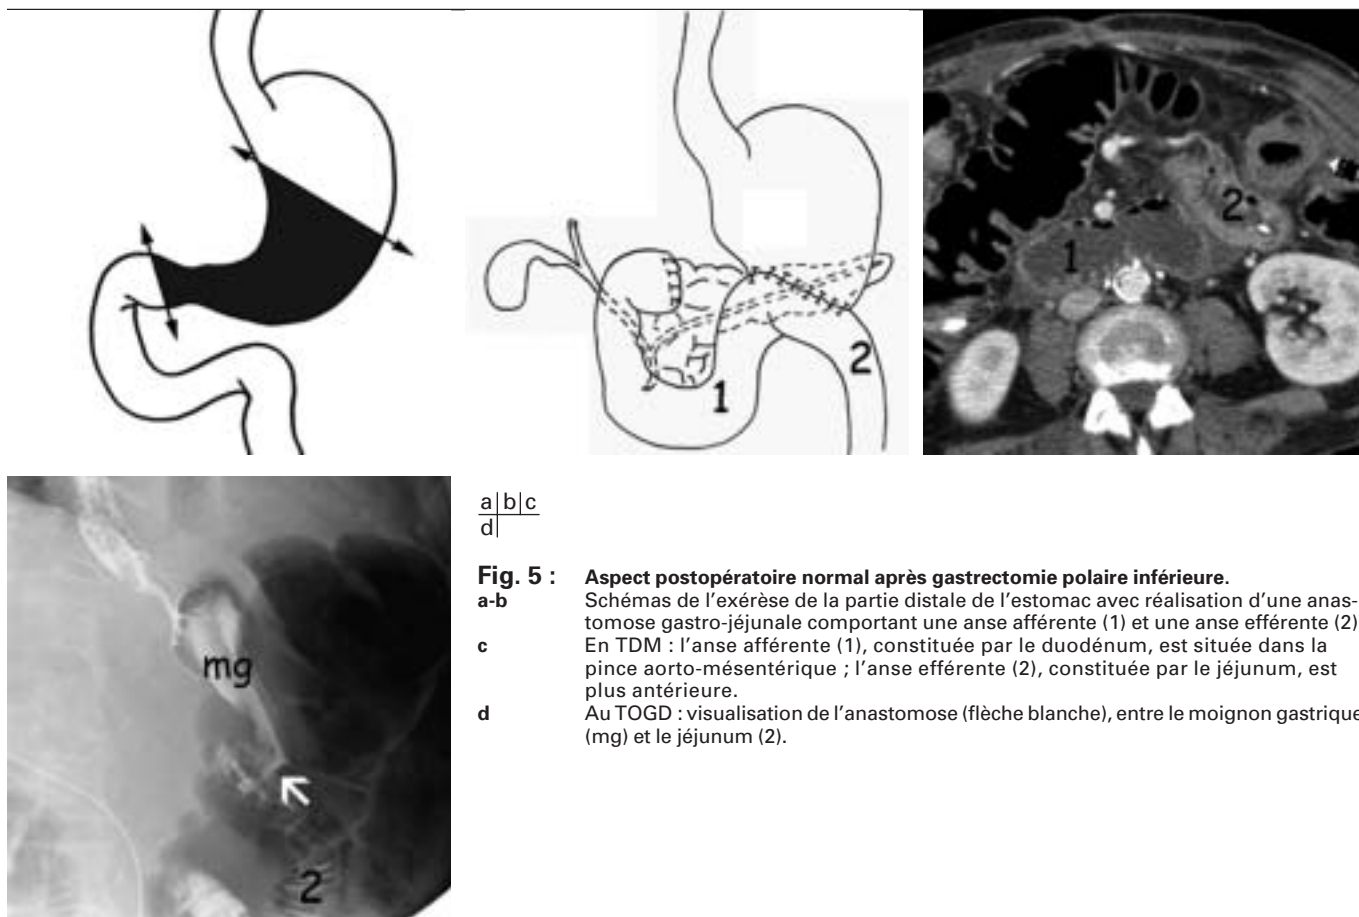 1
2
1
2
mg
2
a|b|c
d|
Fig. 5 : Aspect postopératoire normal après gastrectomie polaire inférieure.
a-b Schémas de l'exérèse de la partie distale de l'estomac avec réalisation d'une anas-
tomose gastro-jéjunale comportant une anse afférente (1) et une anse efférente (2)
c En TDM : l'anse afférente (1), constituée par le duodénum, est située dans la
pince aorto-mésentérique ; l'anse efférente (2), constituée par le jéjunum, est
plus antérieure.
d Au TOGD : visualisation de l'anastomose (flèche blanche), entre le moignon gastrique
(mg) et le jéjunum (2).